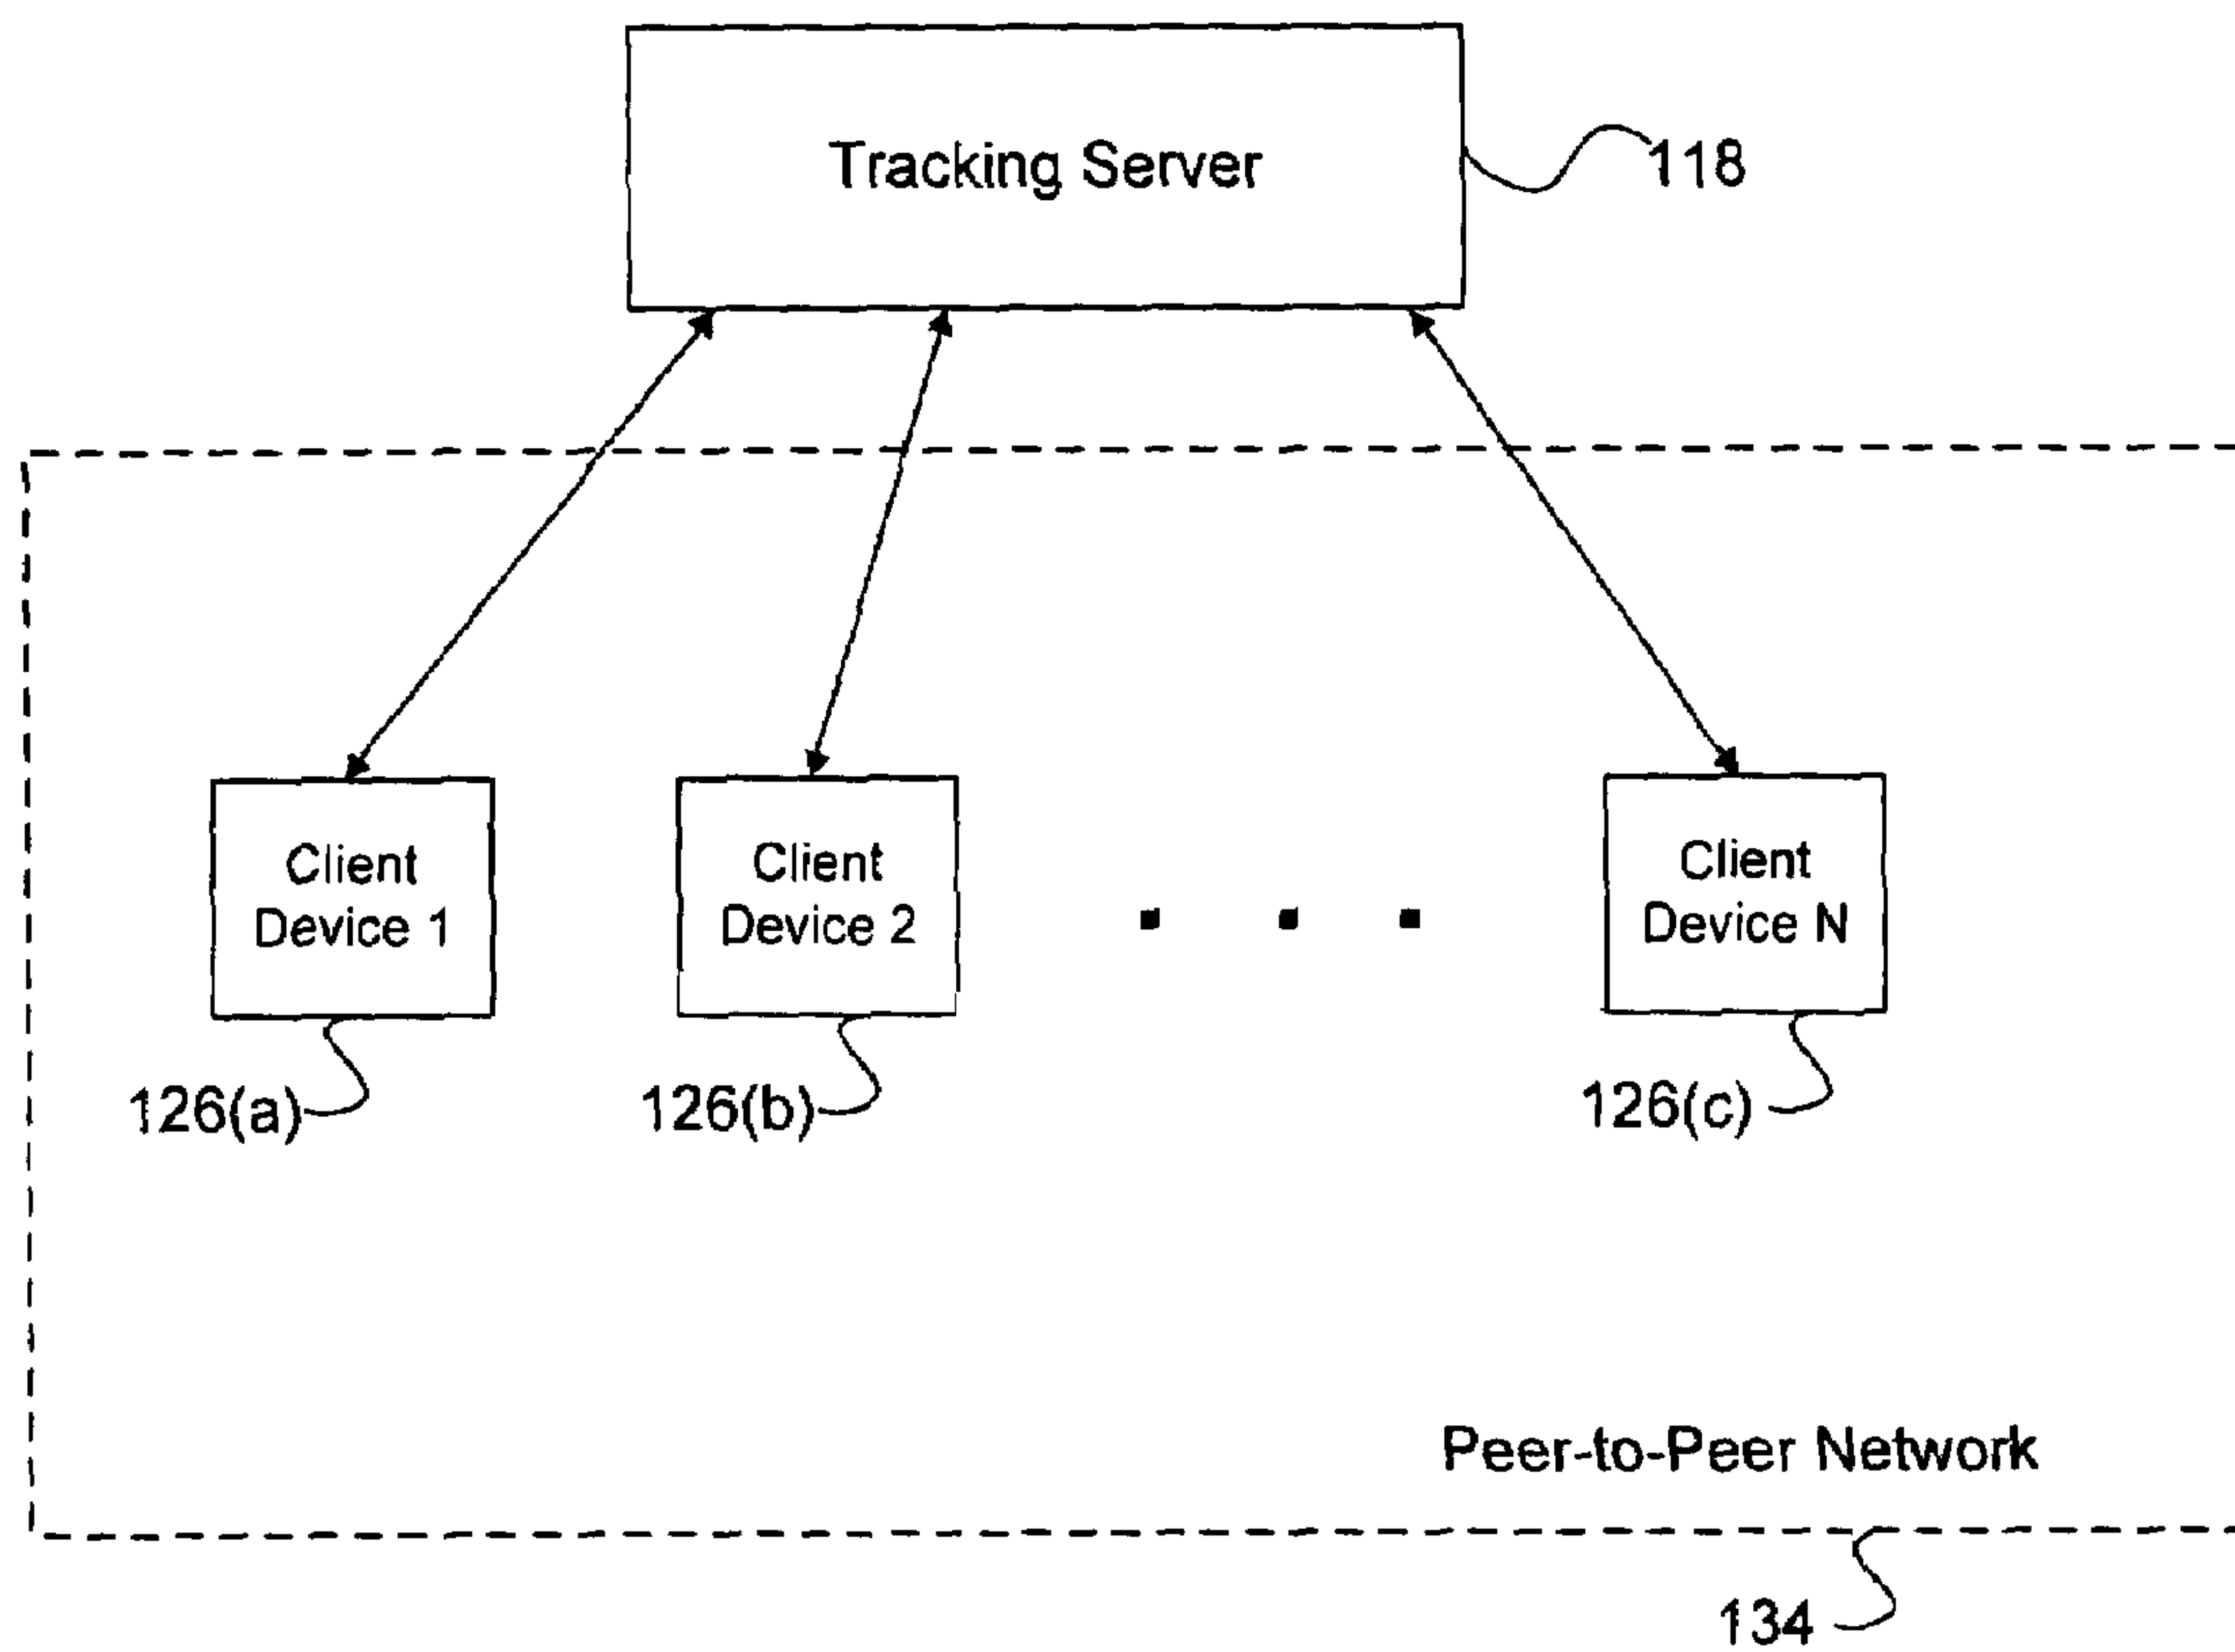 Tracking Server
118
Client
Device 1
Client
Device 2
Client
Device N
126(a)
126(b)
126(c)
Peer-to-Peer Network
134